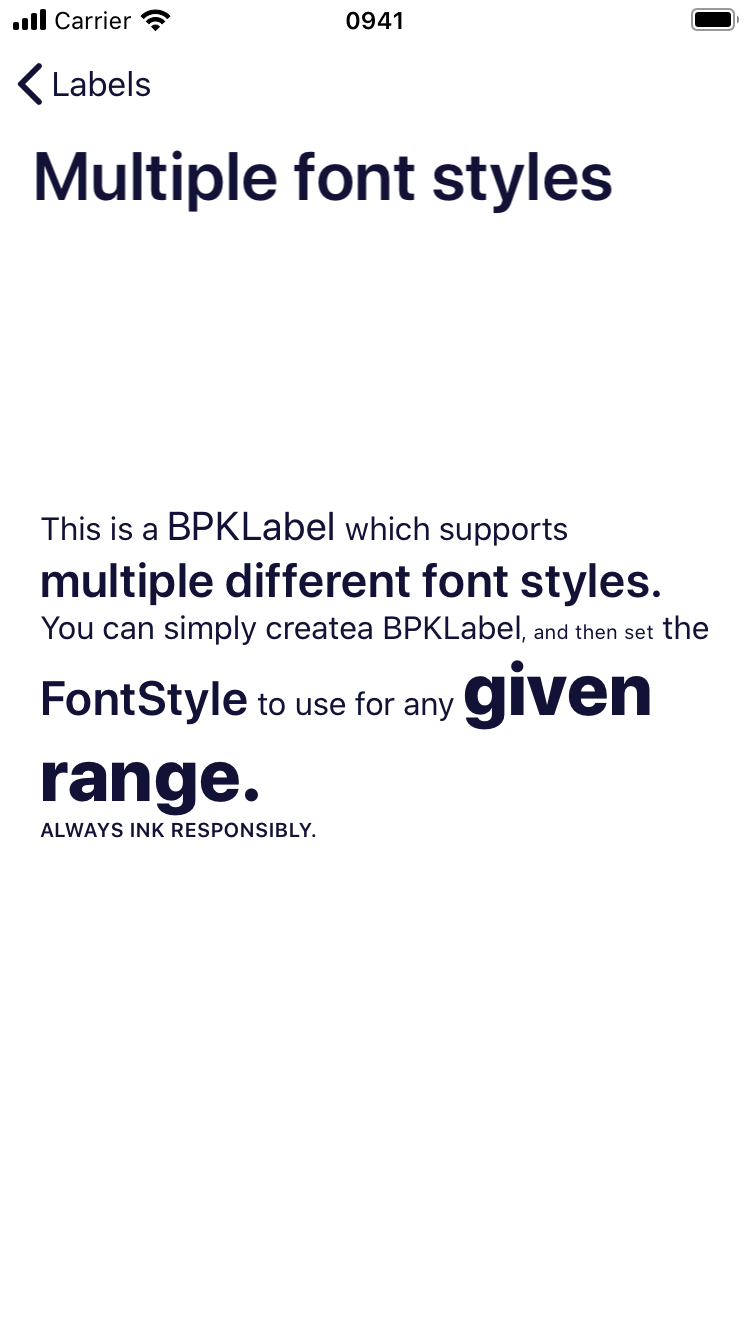 Carrier 0941
Labels
Multiple font styles
This is a BPKLabel which supports
multiple different font styles.
You can simply createa BPKLabel, and then set the
FontStyle to use for any given
range.
ALWAYS INK RESPONSIBLY.